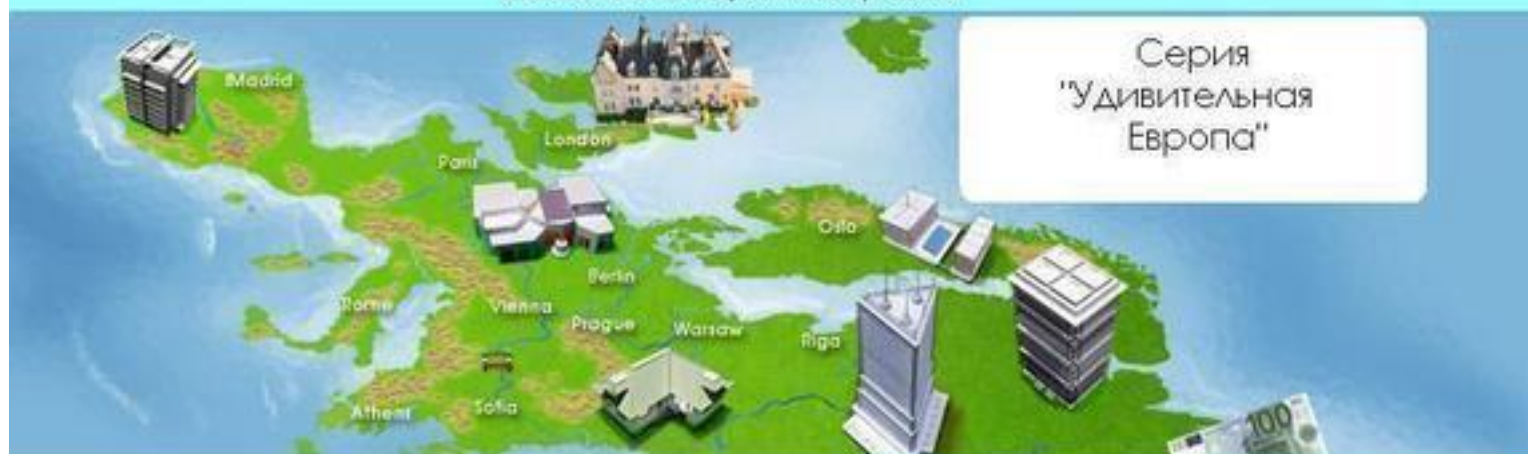 Серия
"Удивительная
Европа"
Madrid
London
Paris
Oslo
Berlin
Rome
Vienna
Prague
Warsaw
Riga
Athens
Sofia
100